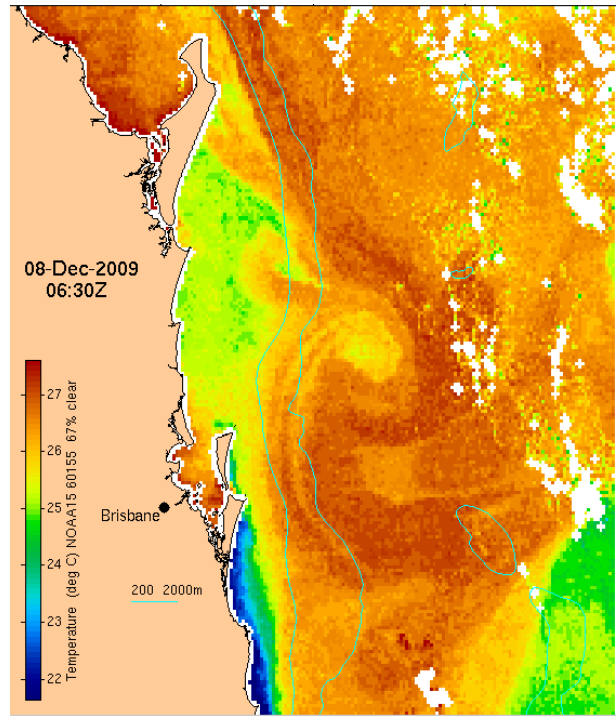 08-Dec-2009
06:30Z
27
26
25
24
23
22
Temperature (deg C) NOAA15 60155 67% clear
Brisbane
200 2000m